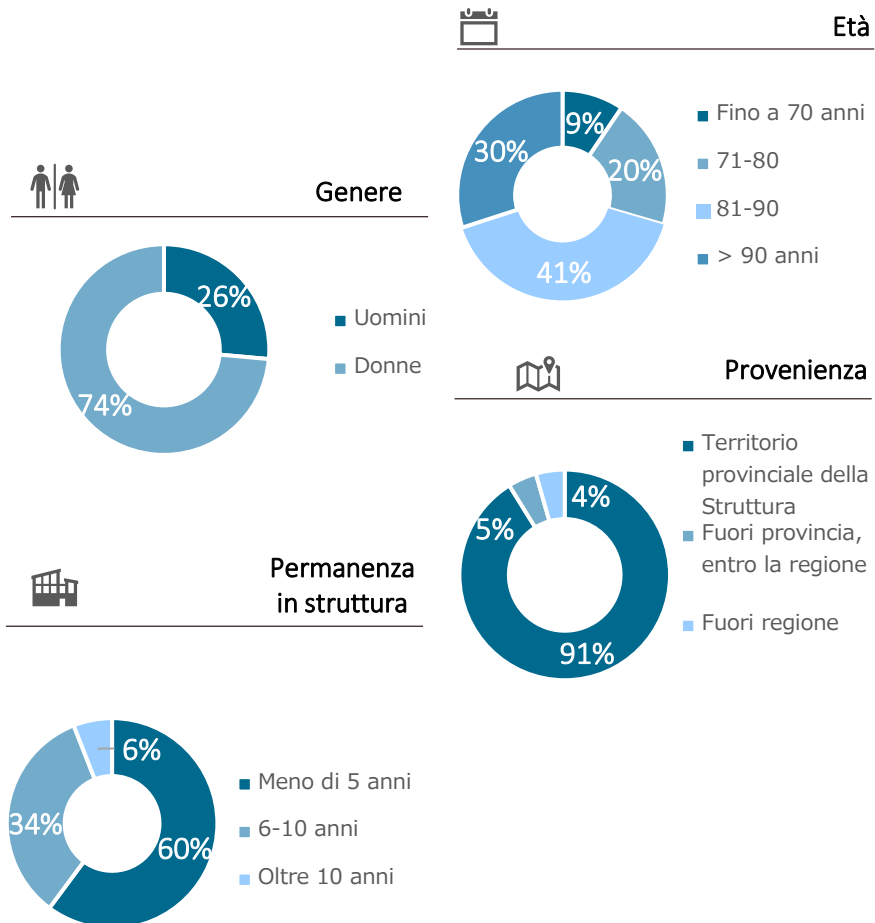 Genere
26%
74%
Uomini
Donne
Permanenza
in struttura
6%
34%
60%
Meno di 5 anni
6-10 anni
Oltre 10 anni
Età
9%
20%
30%
41%
Fino a 70 anni
71-80
81-90
> 90 anni
Provenienza
4%
5%
91%
Territorio
provinciale della
Struttura
Fuori provincia,
entro la regione
Fuori regione